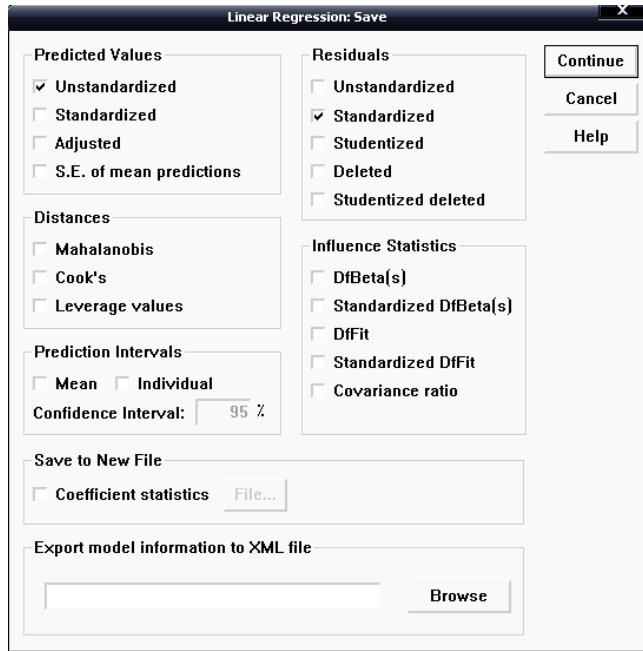 Linear Regression: Save
X
Predicted Values
Unstandardized
Standardized
Adjusted
S.E. of mean predictions
Distances
Mahalanobis
Cook's
Leverage values
Prediction Intervals
Mean Individual
Confidence Interval: 95 %
Residuals
Unstandardized
Standardized
Studentized
Deleted
Studentized deleted
Influence Statistics
DfBeta(s)
Standardized DfBeta(s)
DfFit
Standardized DfFit
Covariance ratio
Continue
Cancel
Help
Save to New File
Coefficient statistics File...
Export model information to XML file
Browse